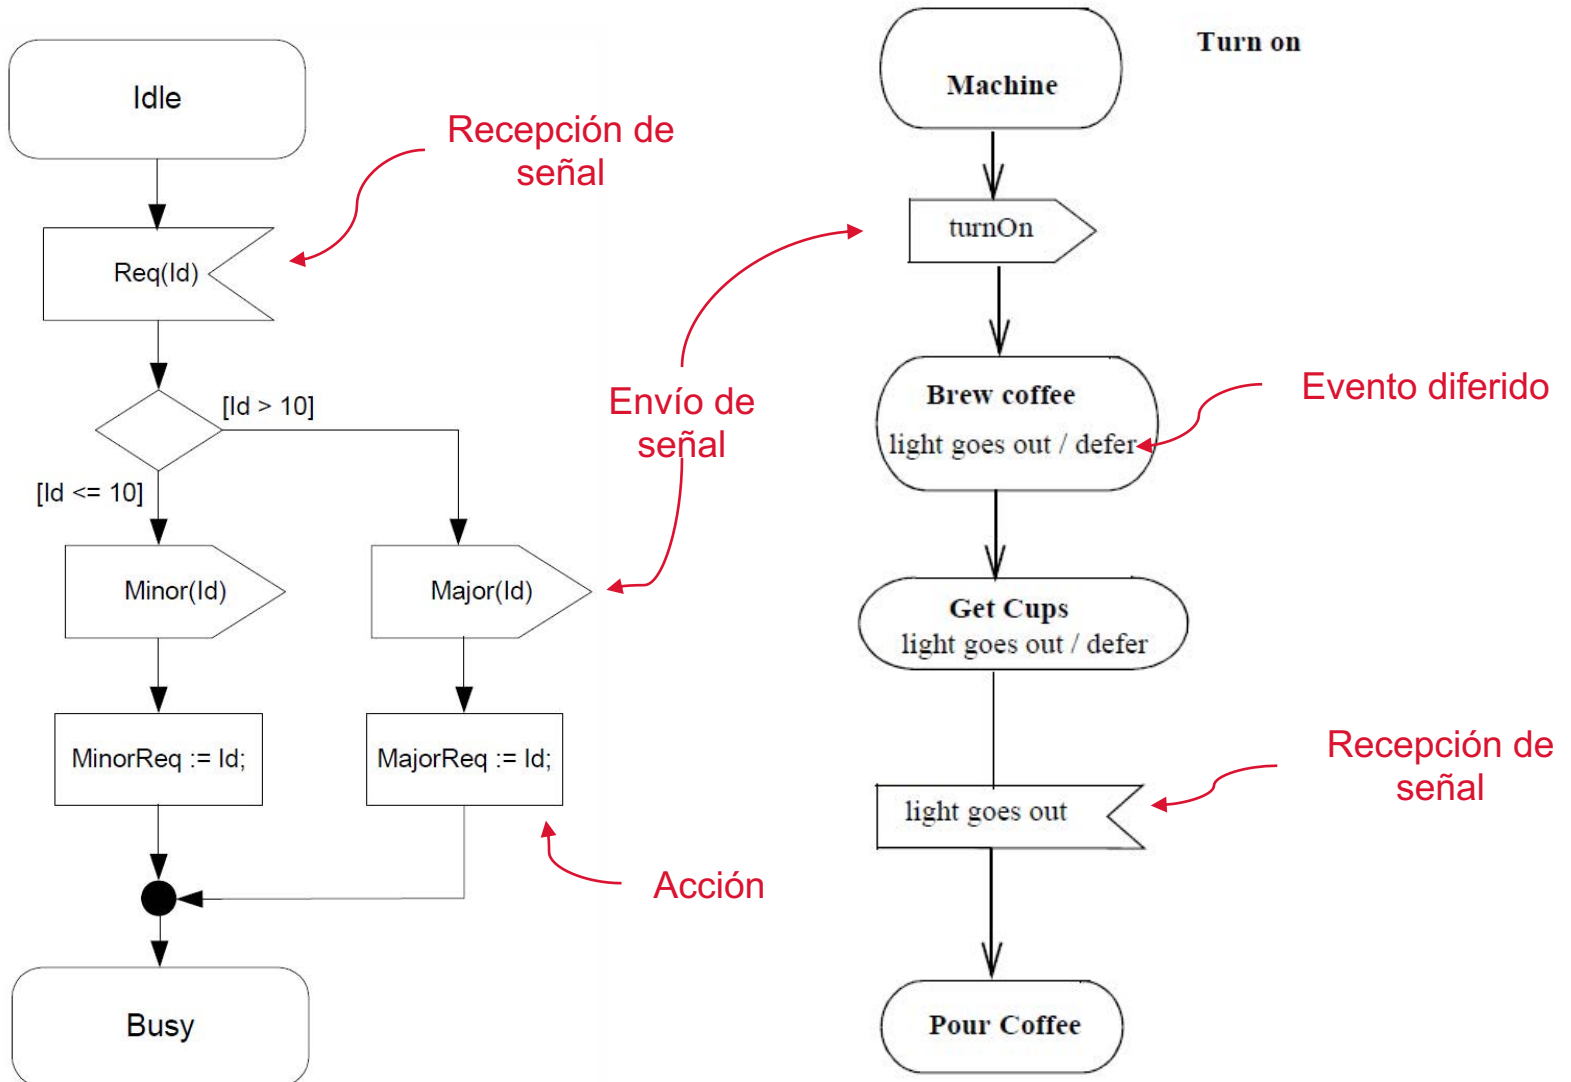 Idle
Recepción de
señal
Req(Id)
[Id > 10]
[Id <= 10]
Minor(Id)
Major(Id)
MinorReq := Id;
MajorReq := Id;
Acción
Busy
Envío de
señal
Turn on
Machine
turnOn
Brew coffee
light goes out / defer
Evento diferido
Get Cups
light goes out / defer
Recepción de
señal
light goes out
Pour Coffee